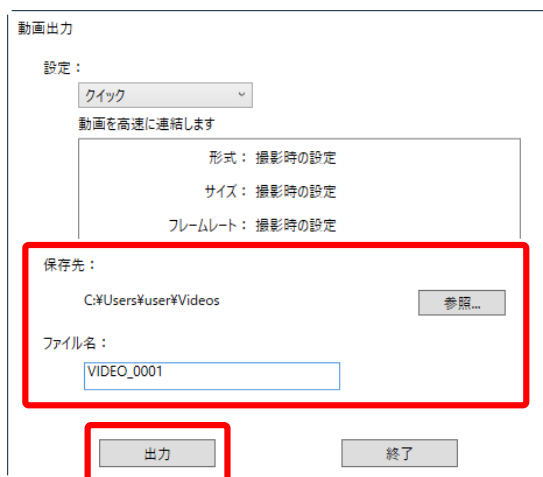 動画出力
設定：
クイック
動画を高速に連結します
形式： 撮影時の設定
サイズ： 撮影時の設定
フレームレート： 撮影時の設定
保存先：
C:¥Users¥user¥Videos
参照...
ファイル名：
VIDEO_0001
出力 終了